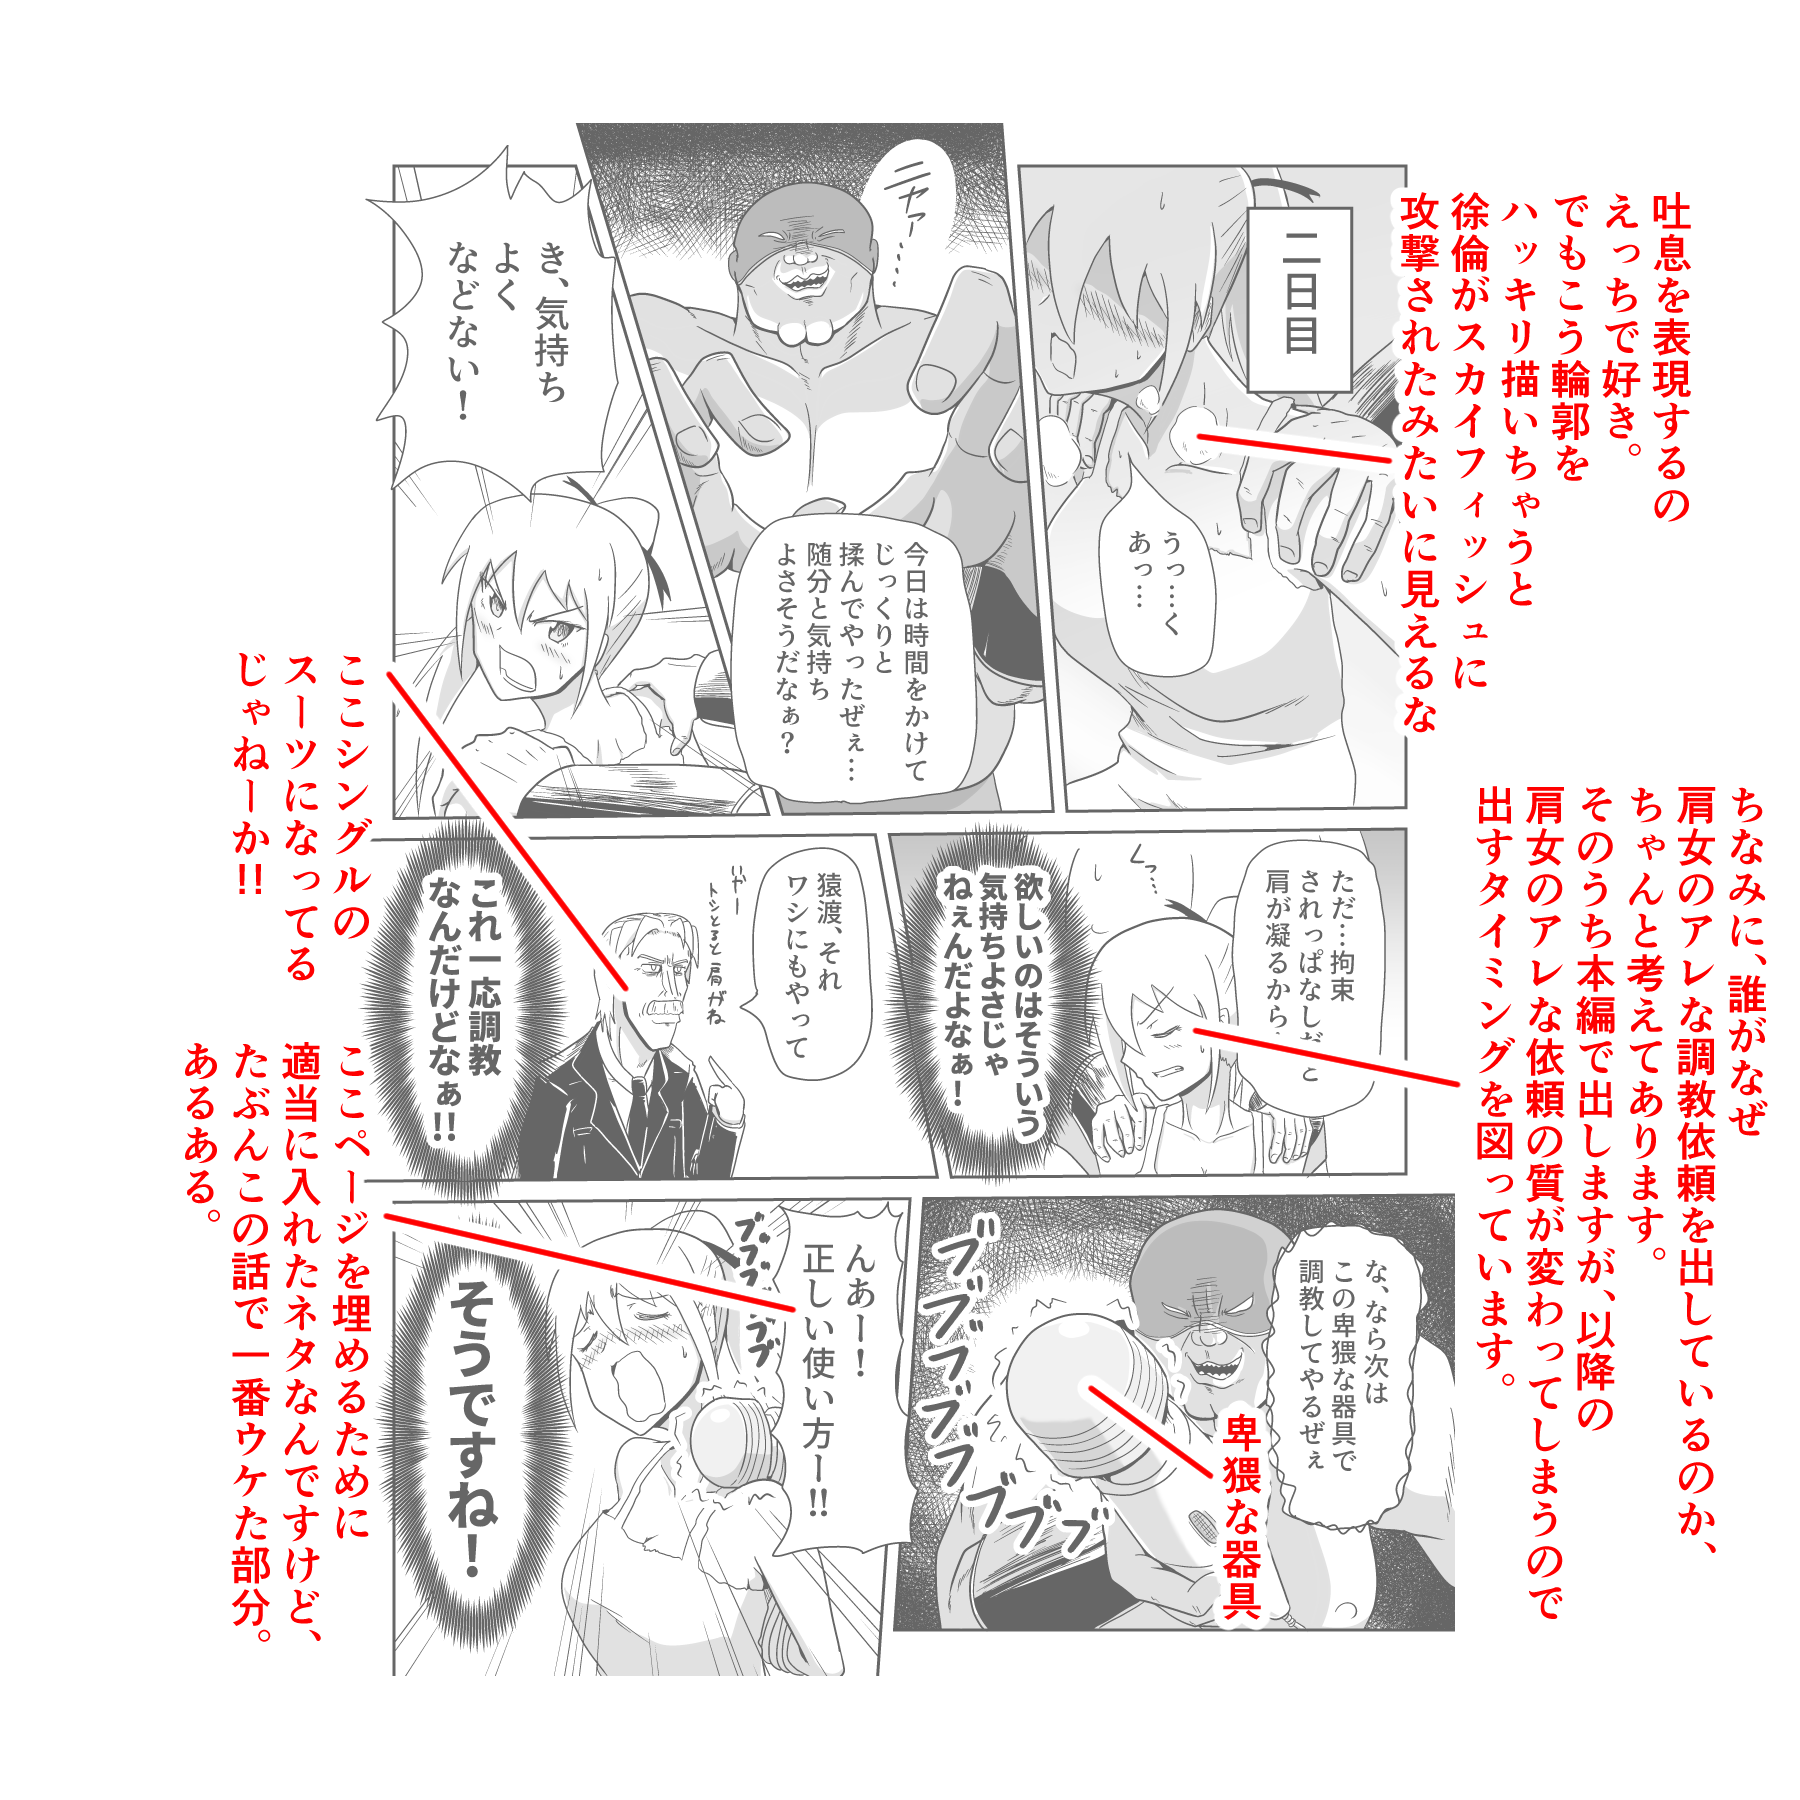 吐息を表現するの
えっちで好き。
でもこう輪郭を
ハッキリ描いちゃうと
徐倫がスカイフィッシュに
攻撃されたみたいに見えるな
二日目
うっ…く
あっ…
ニヤァ……
今日は時間をかけて
じっくりと
揉んでやったぜぇ…
随分と気持ち
よさそうだなぁ？
き、気持ち
よく
などない！
ちなみに、誰がなぜ
肩女のアレな調教依頼を出しているのか、
ちゃんと考えてあります。
そのうち本編で出しますが、以降の
肩女のアレな依頼の質が変わってしまうので
出すタイミングを図っています。
ただ…拘束
されっぱなしだと
肩が凝るから
くっ…
欲しいのはそういう
気持ちよさじゃ
ねぇんだよなぁ！
猿渡、それ
ワシにもやって
いやー
トシとると肩がね
これ一応調教
なんだけどなぁ!!
ここシングルの
スーツになってる
じゃねーか!!
な、なら次は
この卑猥な器具で
調教してやるぜぇ
ブブブブブブブブ
卑猥な器具
んあー！
正しい使い方ー!!
ブブブブブ
そうですね！
ここページを埋めるために
適当に入れたネタなんですけど、
たぶんこの話で一番ウケた部分。
あるある。